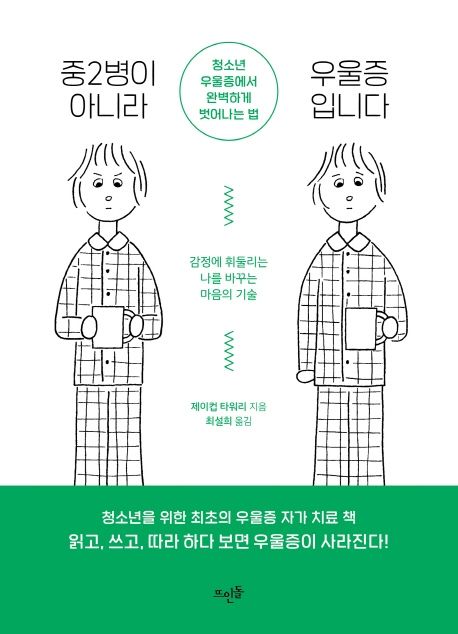 중2병이
아니라
청소년
우울증에서
완벽하게
벗어나는 법
우울증
입니다
감정에 휘둘리는
나를 바꾸는
마음의 기술
제이컵 타워리 지음
최설희 옮김
청소년을 위한 최초의 우울증 자가 치료 책
읽고, 쓰고, 따라 하다 보면 우울증이 사라진다!
뜨인돌